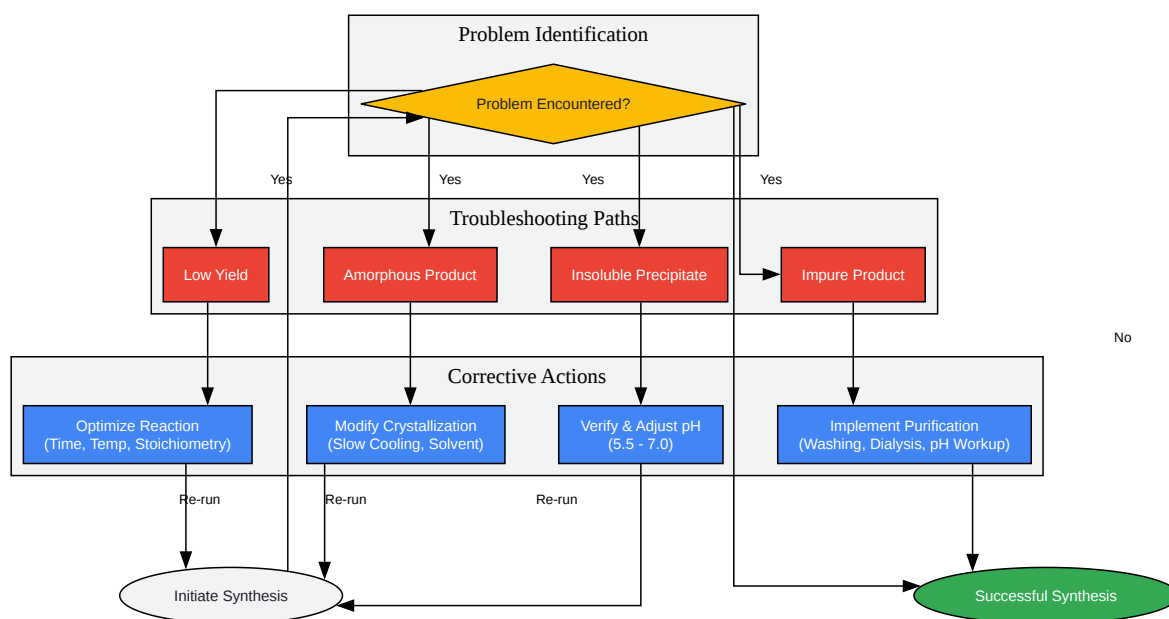 Problem Identification
Problem Encountered?
Yes
Yes
Yes
Yes
Troubleshooting Paths
Low Yield
Amorphous Product
Insoluble Precipitate
Impure Product
No
Corrective Actions
Optimize Reaction
(Time, Temp, Stoichiometry)
Modify Crystallization
(Slow Cooling, Solvent)
Verify & Adjust pH
(5.5 - 7.0)
Implement Purification
(Washing, Dialysis, pH Workup)
Re-run
Re-run
Re-run
Initiate Synthesis
Successful Synthesis